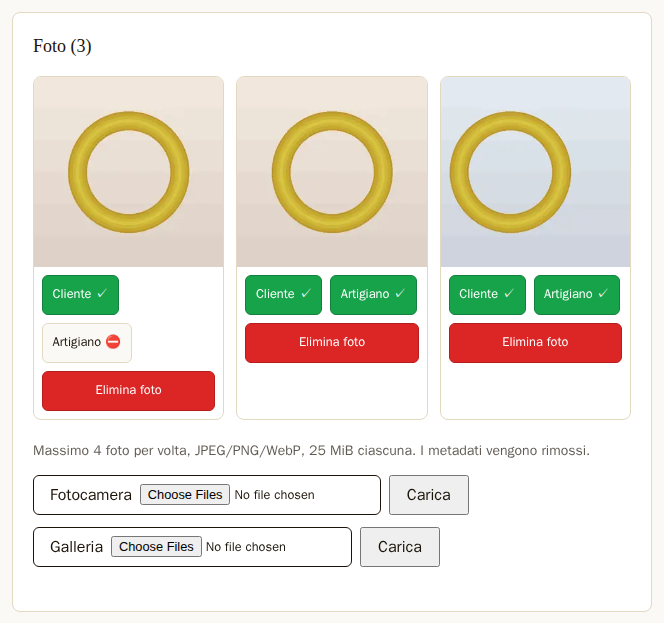 Foto (3)
Cliente ✓
Artigiano ⛔
Elimina foto
Cliente ✓ Artigiano ✓
Elimina foto
Cliente ✓ Artigiano ✓
Elimina foto
Massimo 4 foto per volta, JPEG/PNG/WebP, 25 MiB ciascuna. I metadati vengono rimossi.
Fotocamera Choose Files No file chosen Carica
Galleria Choose Files No file chosen Carica